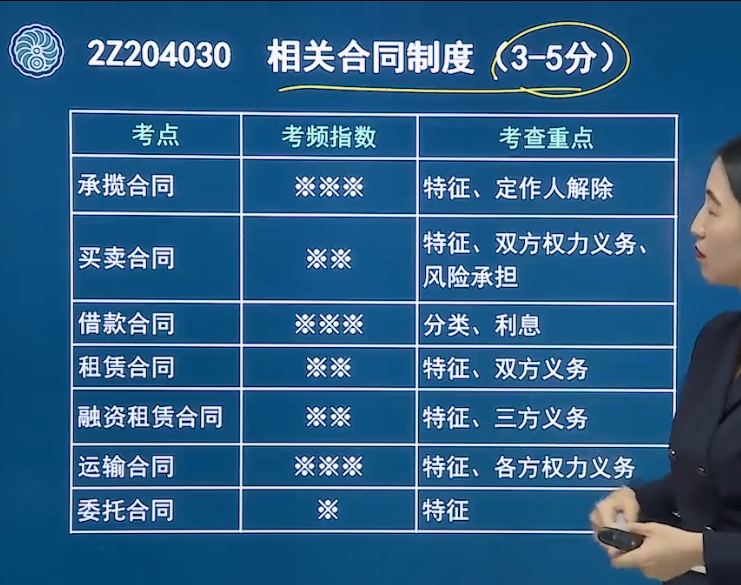 2Z204030 相关合同制度（3-5分）
考点 考频指数 考查重点
承揽合同 ※※※ 特征、定作人解除
买卖合同 ※※ 特征、双方权力义务、
风险承担
借款合同 ※※※ 分类、利息
租赁合同 ※※ 特征、双方义务
融资租赁合同 ※※ 特征、三方义务
运输合同 ※※※ 特征、各方权力义务
委托合同 ※ 特征